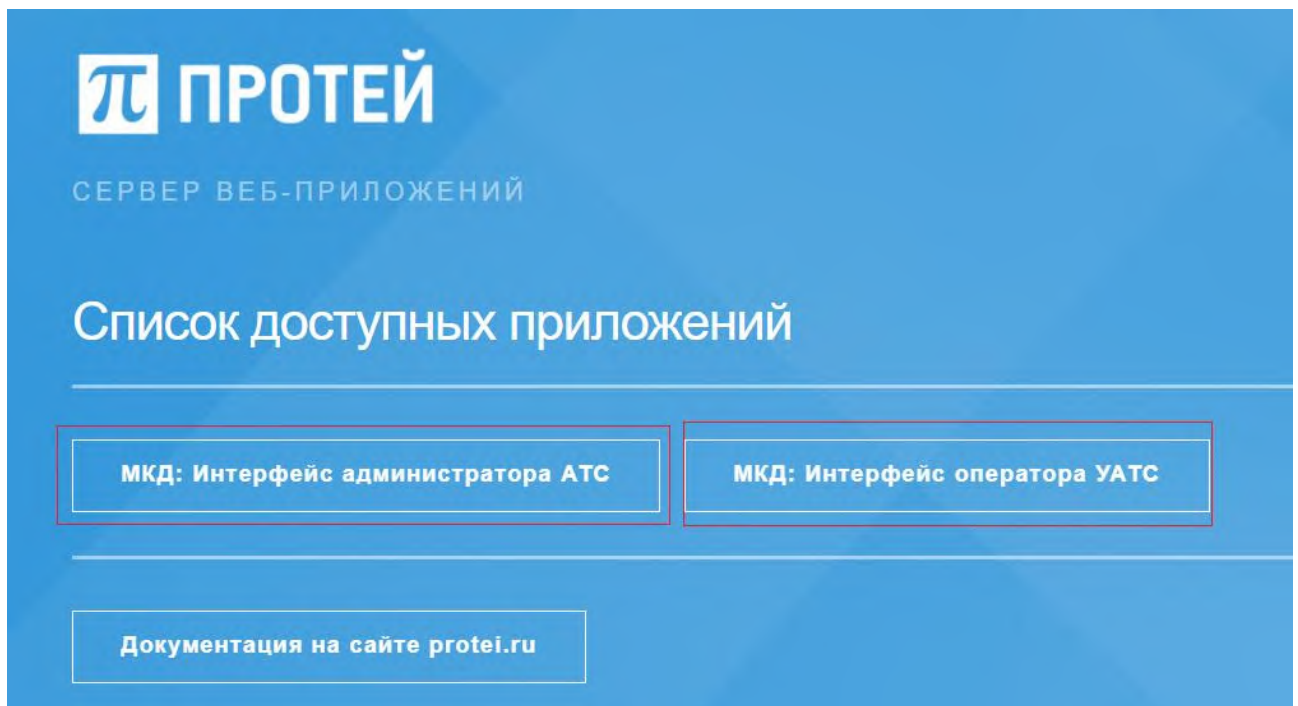 π ПРОТЕЙ
СЕРВЕР ВЕБ-ПРИЛОЖЕНИЙ
Список доступных приложений
МКД: Интерфейс администратора АТС
МКД: Интерфейс оператора УАТС
Документация на сайте protei.ru